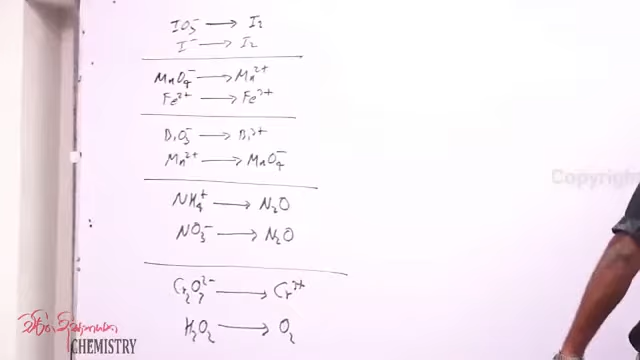 IO₃⁻ → I₂
I⁻ → I₂
MnO₄⁻ → Mn²⁺
Fe²⁺ → Fe³⁺
BiO₃⁻ → Bi³⁺
Mn²⁺ → MnO₄⁻
NH₄⁺ → N₂O
NO₃⁻ → N₂O
Cr₂O₇²⁻ → Cr³⁺
H₂O₂ → O₂
Copyright
CHEMISTRY